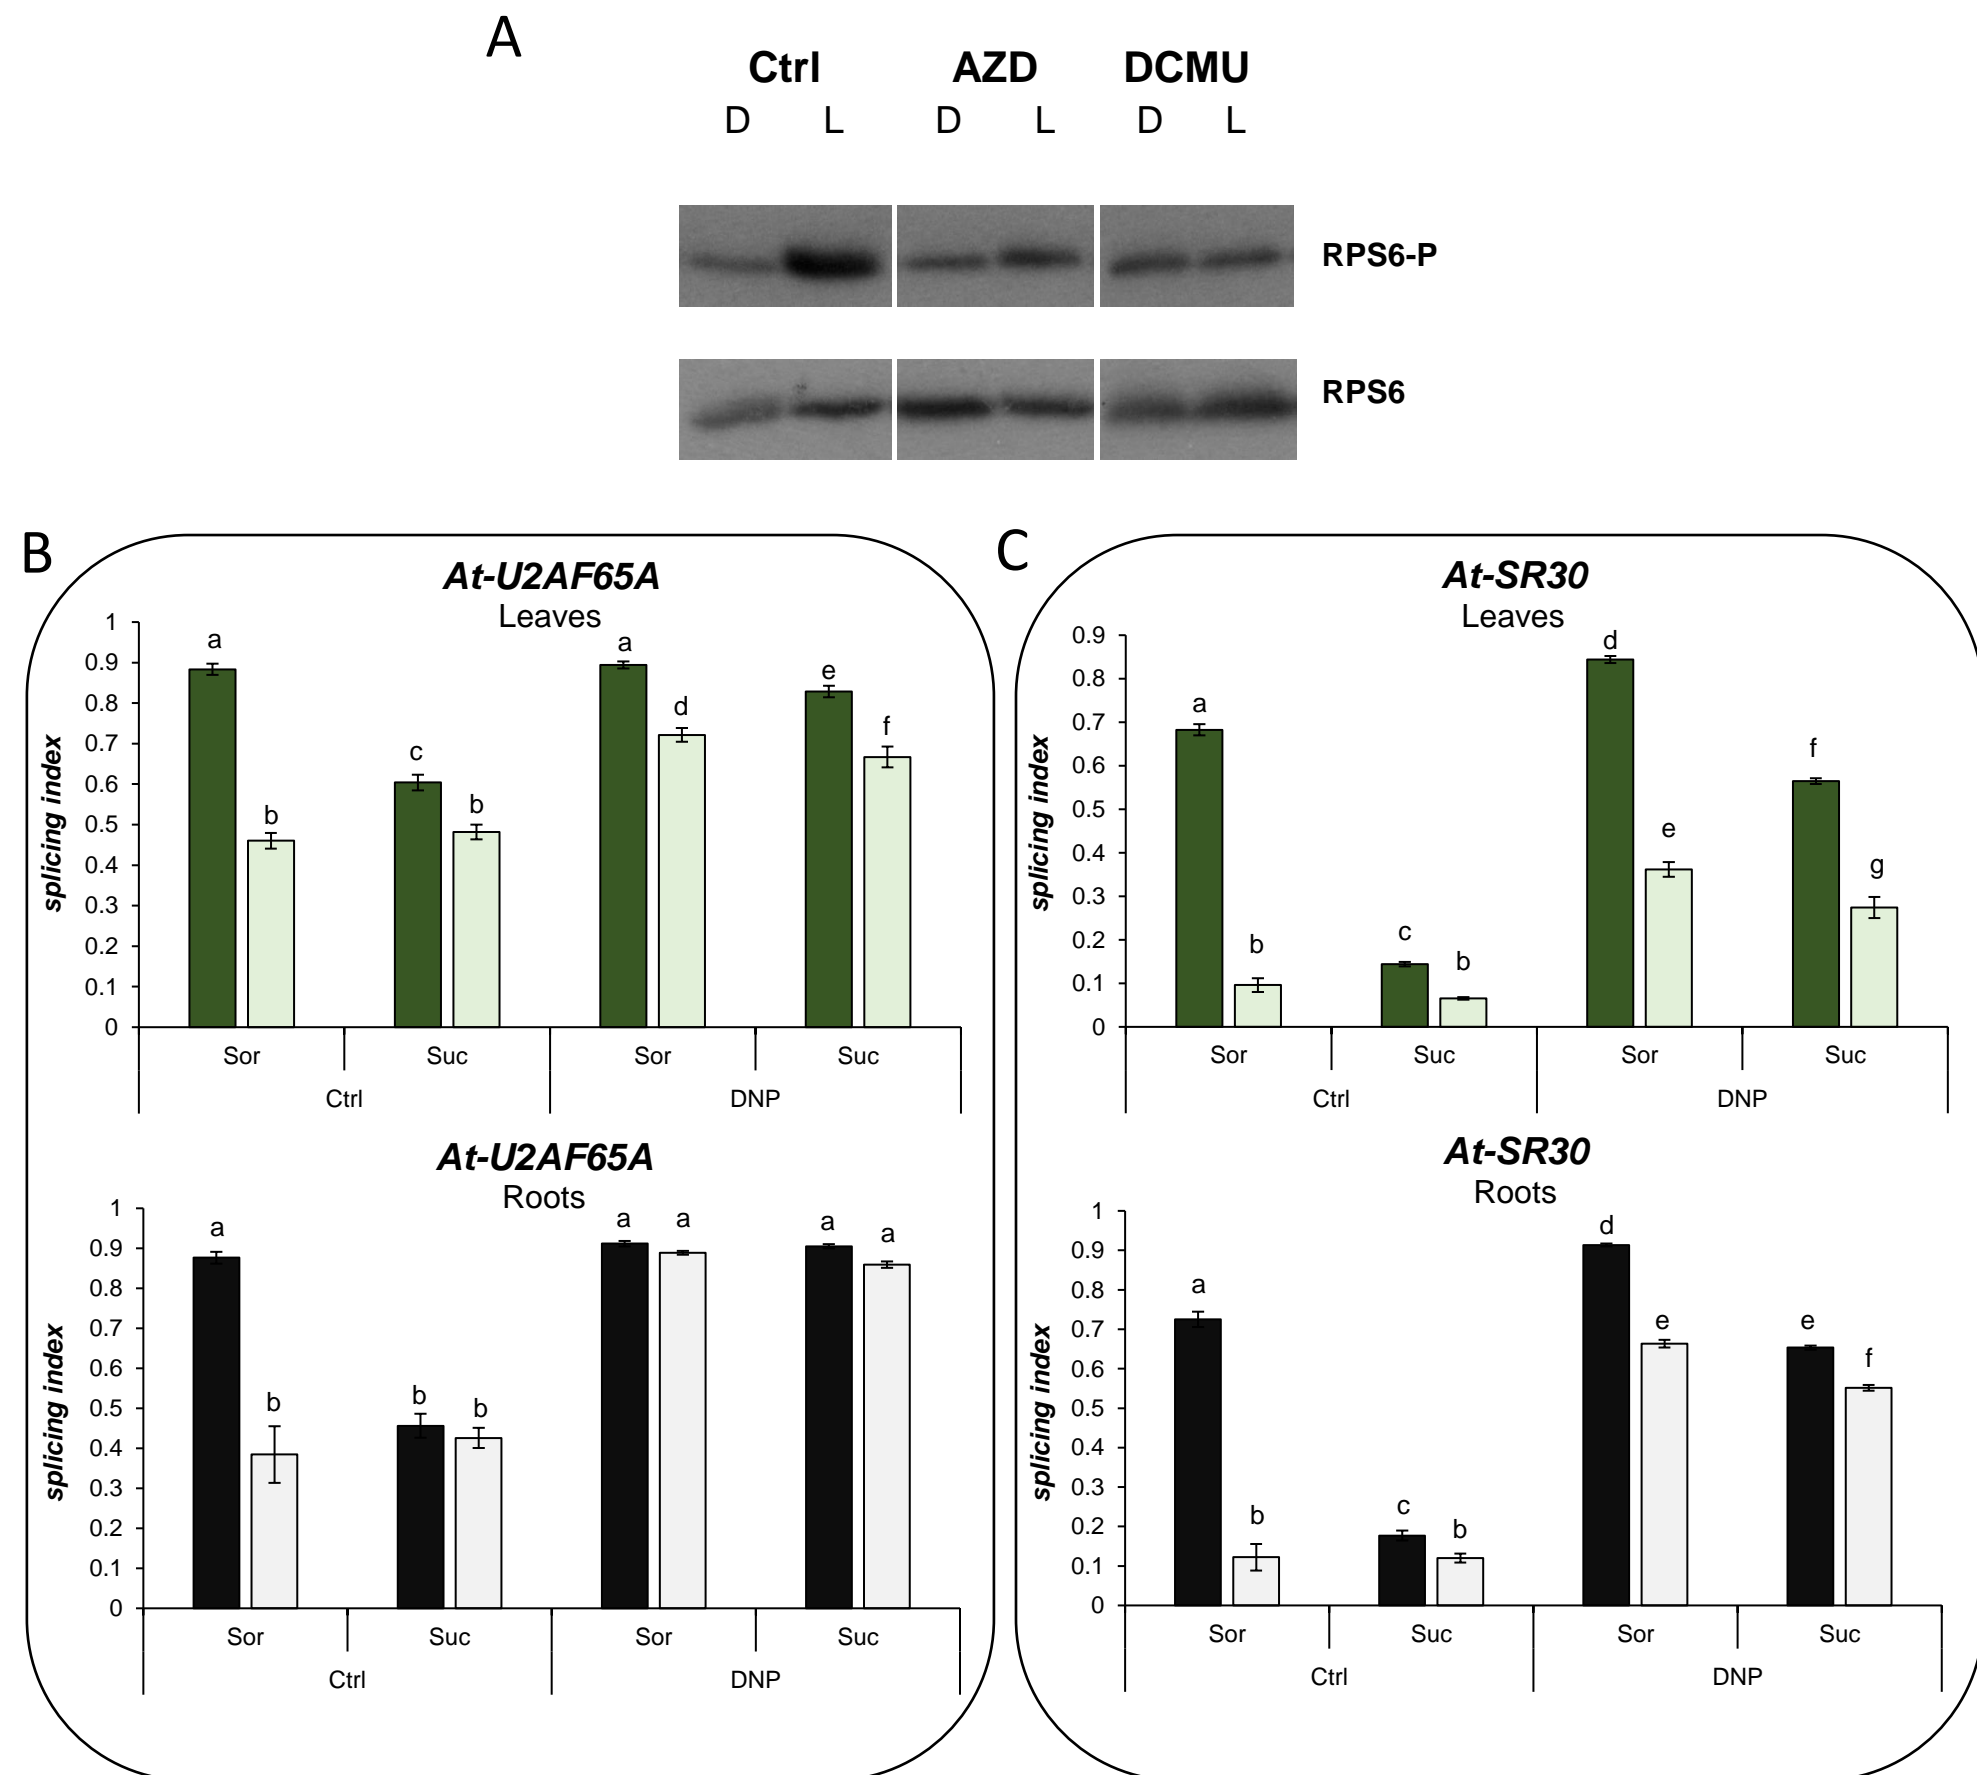 A
Ctrl AZD DCMU
D L D L D L
RPS6-P
RPS6
B
At-U2AF65A
Leaves
splicing index
1
0.9
0.8
0.7
0.6
0.5
0.4
0.3
0.2
0.1
0
a b c b a d e f
Sor Suc Sor Suc
Ctrl DNP
At-U2AF65A
Roots
splicing index
1
0.9
0.8
0.7
0.6
0.5
0.4
0.3
0.2
0.1
0
a b b b a a a a
Sor Suc Sor Suc
Ctrl DNP
C
At-SR30
Leaves
splicing index
0.9
0.8
0.7
0.6
0.5
0.4
0.3
0.2
0.1
0
a b c b d e f g
Sor Suc Sor Suc
Ctrl DNP
At-SR30
Roots
splicing index
1
0.9
0.8
0.7
0.6
0.5
0.4
0.3
0.2
0.1
0
a b c b d e e f
Sor Suc Sor Suc
Ctrl DNP